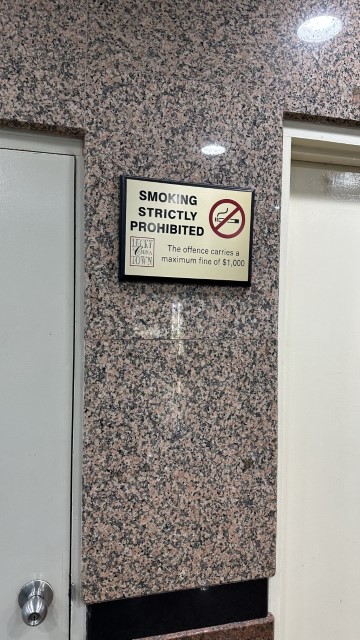 SMOKING
STRICTLY
PROHIBITED
LUCKY
CHINA
TOWN
The offence carries a
maximum fine of $1,000